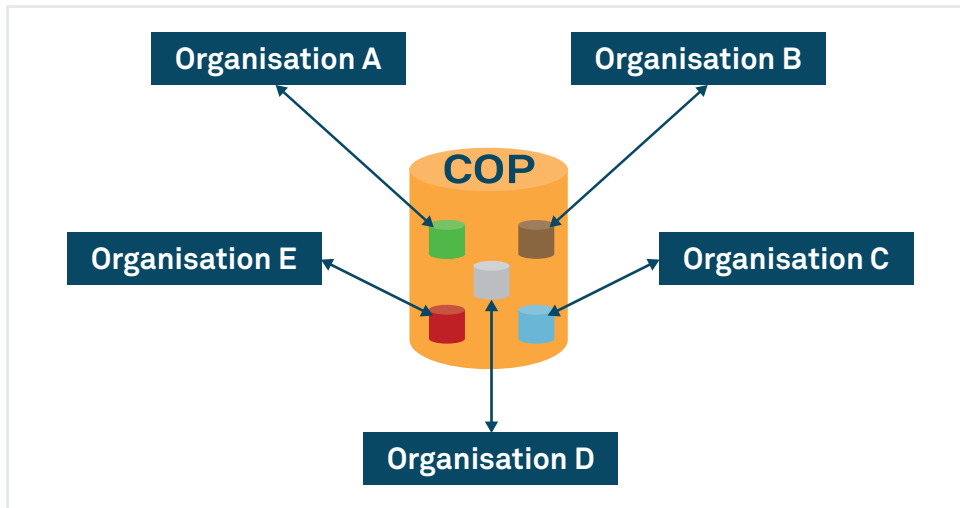 Organisation A
Organisation B
COP
Organisation E
Organisation C
Organisation D